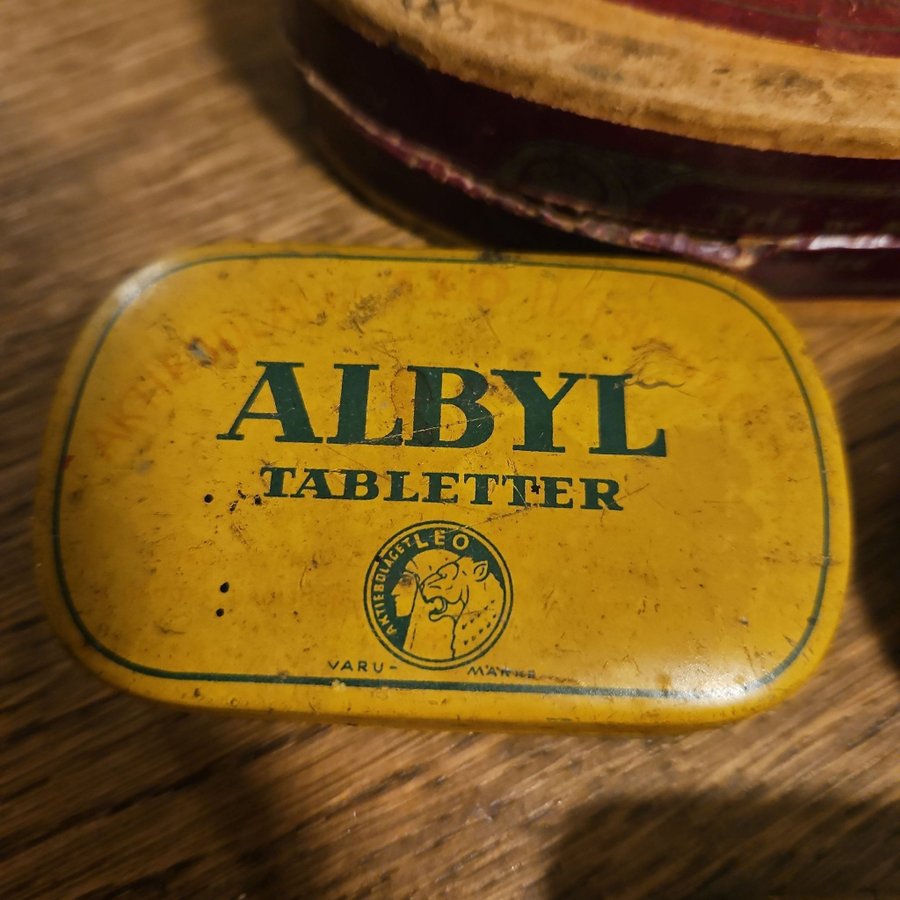 ALBYL
TABLETTER
AKTIEBOLAGET LEO
VARU- MÄRKE